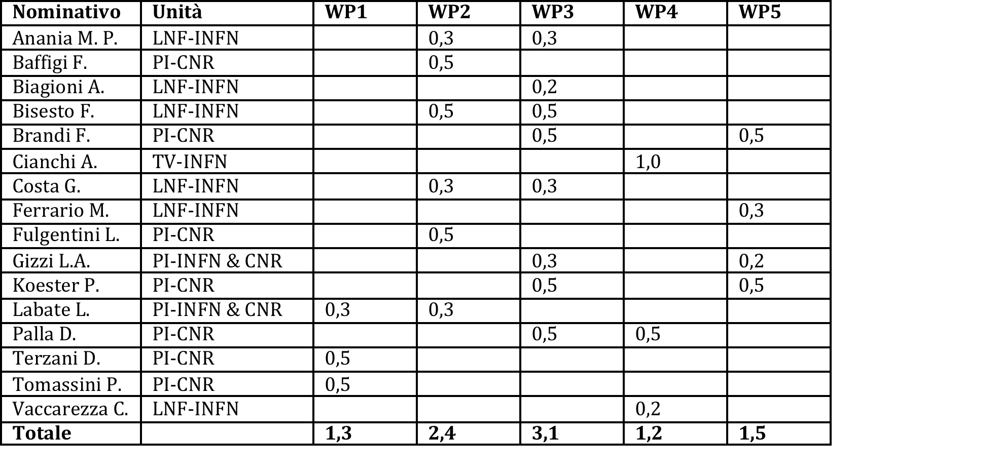 Nominativo Unità WP1 WP2 WP3 WP4 WP5
Anania M. P. LNF-INFN 0,3 0,3
Baffigi F. PI-CNR 0,5
Biagioni A. LNF-INFN 0,2
Bisesto F. LNF-INFN 0,5 0,5
Brandi F. PI-CNR 0,5 0,5
Cianchi A. TV-INFN 1,0
Costa G. LNF-INFN 0,3 0,3
Ferrario M. LNF-INFN 0,3
Fulgentini L. PI-CNR 0,5
Gizzi L.A. PI-INFN & CNR 0,3 0,2
Koester P. PI-CNR 0,5 0,5
Labate L. PI-INFN & CNR 0,3 0,3
Palla D. PI-CNR 0,5 0,5
Terzani D. PI-CNR 0,5
Tomassini P. PI-CNR 0,5
Vaccarezza C. LNF-INFN 0,2
Totale 1,3 2,4 3,1 1,2 1,5